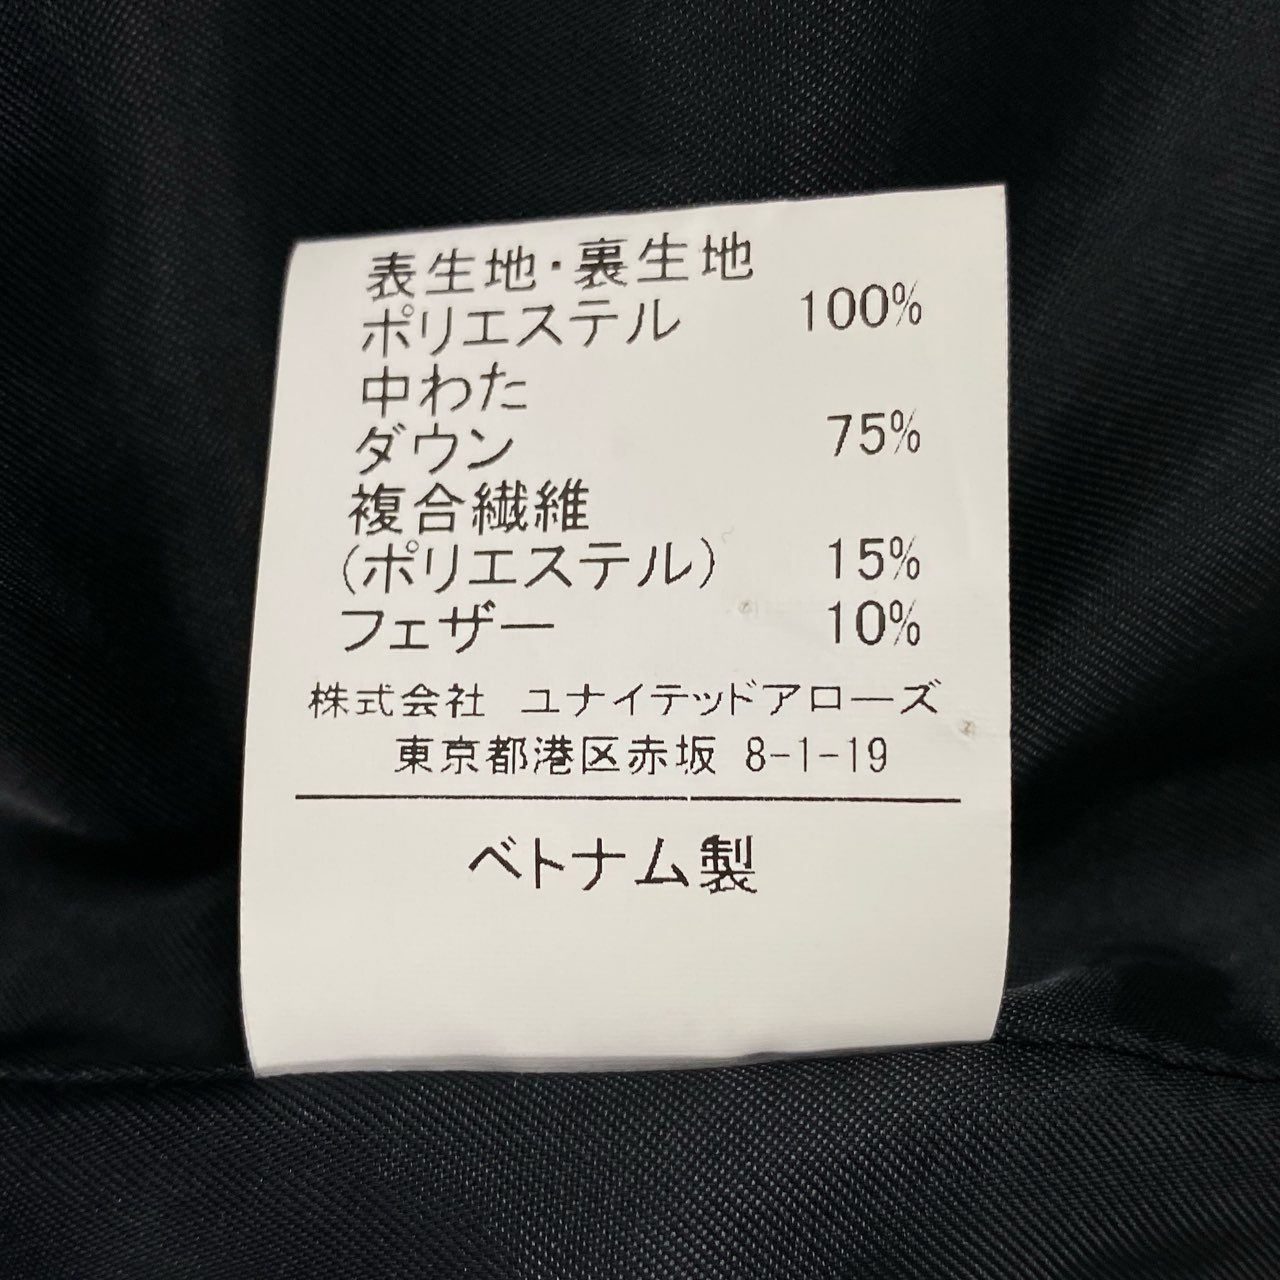 表生地・裏生地
ポリエステル 100%
中わた
ダウン 75%
複合繊維
(ポリエステル) 15%
フェザー 10%
株式会社 ユナイテッドアローズ
東京都港区赤坂 8-1-19
ベトナム製